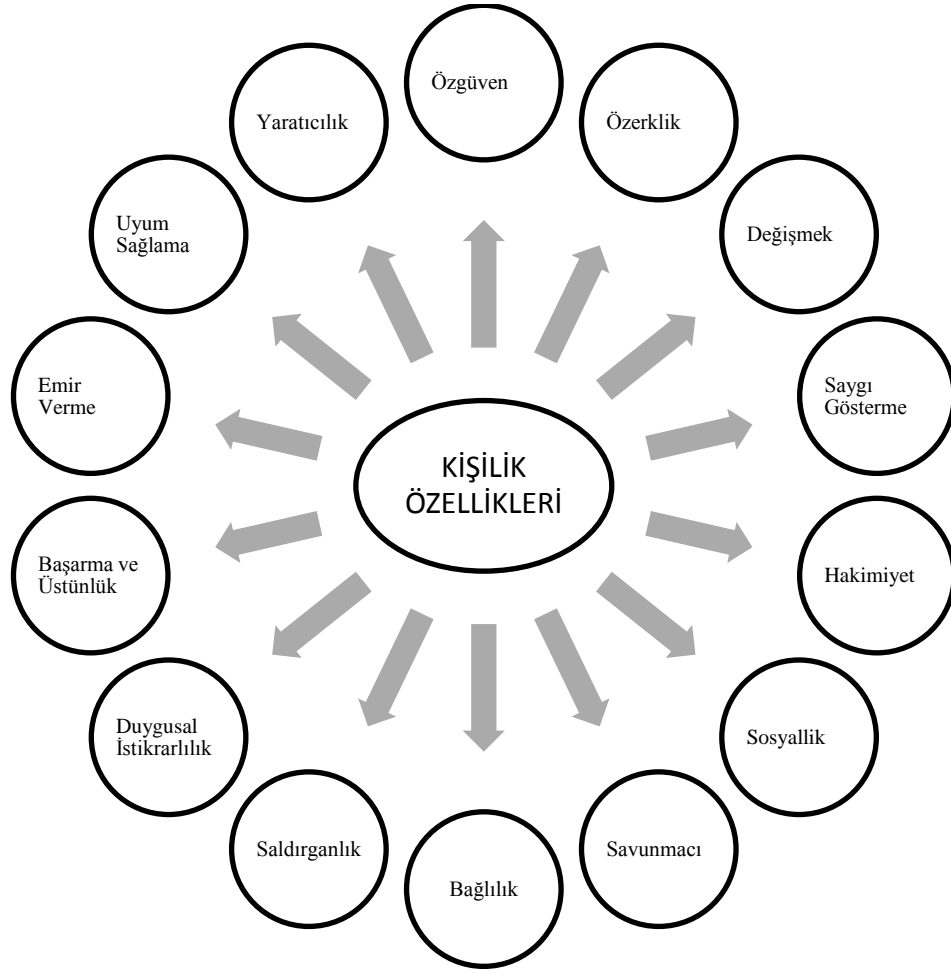 Özgüven
Özerklik
Değişmek
Saygı
Gösterme
Hakimiyet
Sosyallik
Savunmacı
Bağlılık
Saldırganlık
Duygusal
İstikrarlılık
Başarma ve
Üstünlük
Emir
Verme
Uyum
Sağlama
Yaratıcılık
KİŞİLİK
ÖZELLİKLERİ